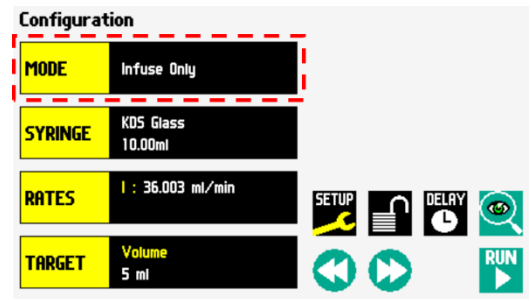 Configuration
MODE
Infuse Only
SYRINGE
KDS Glass
10.00ml
RATES
I : 36.003 ml/min
SETUP
DELAY
TARGET
Volume
5 ml
RUN